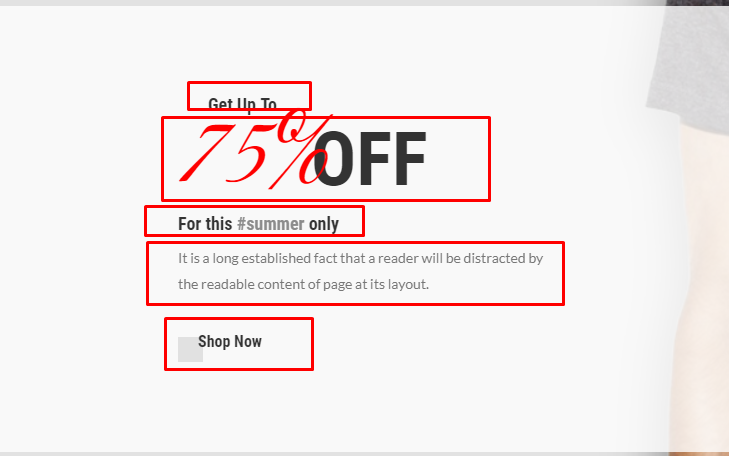 Get Up To
75% OFF
For this #summer only
It is a long established fact that a reader will be distracted by
the readable content of page at its layout.
Shop Now